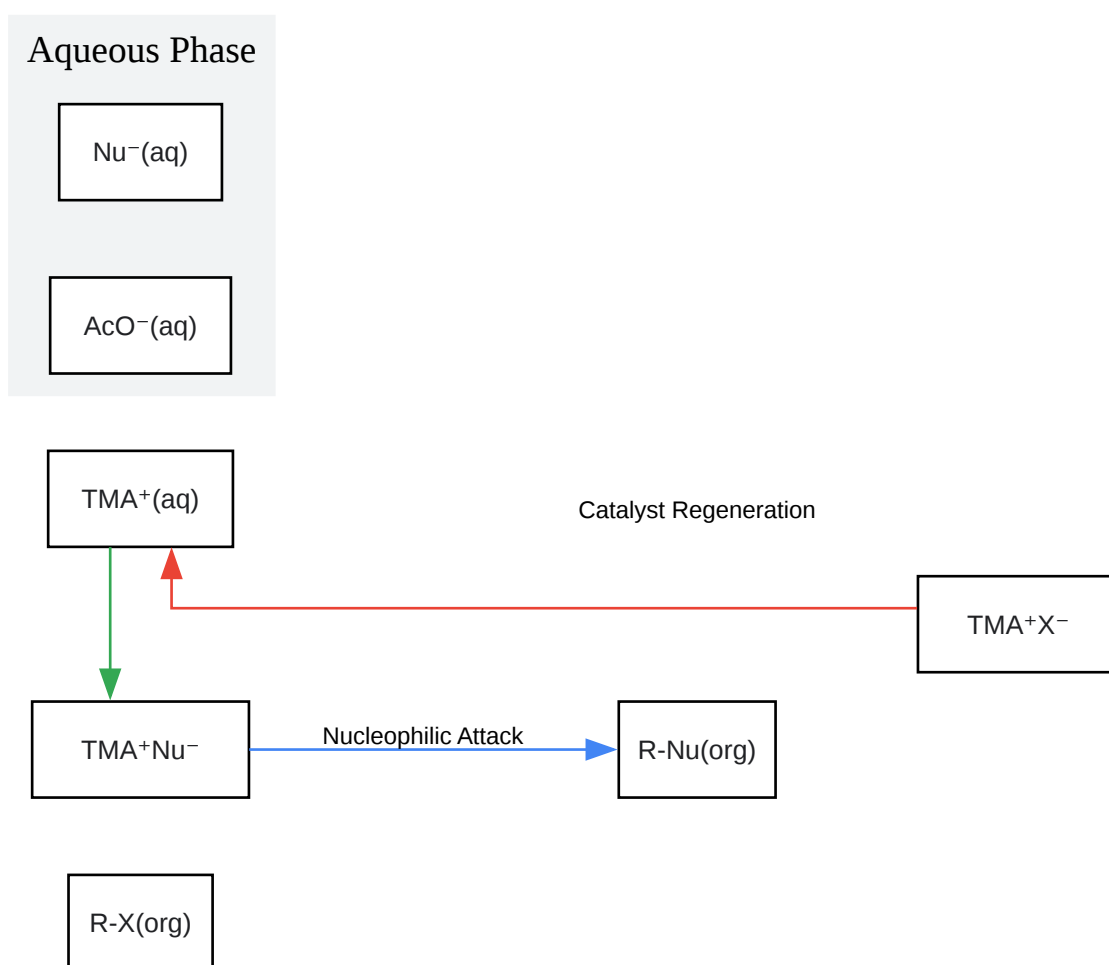 Aqueous Phase
Nu⁻(aq)
AcO⁻(aq)
TMA⁺(aq)
Catalyst Regeneration
TMA⁺X⁻
TMA⁺Nu⁻
Nucleophilic Attack
R-Nu(org)
R-X(org)